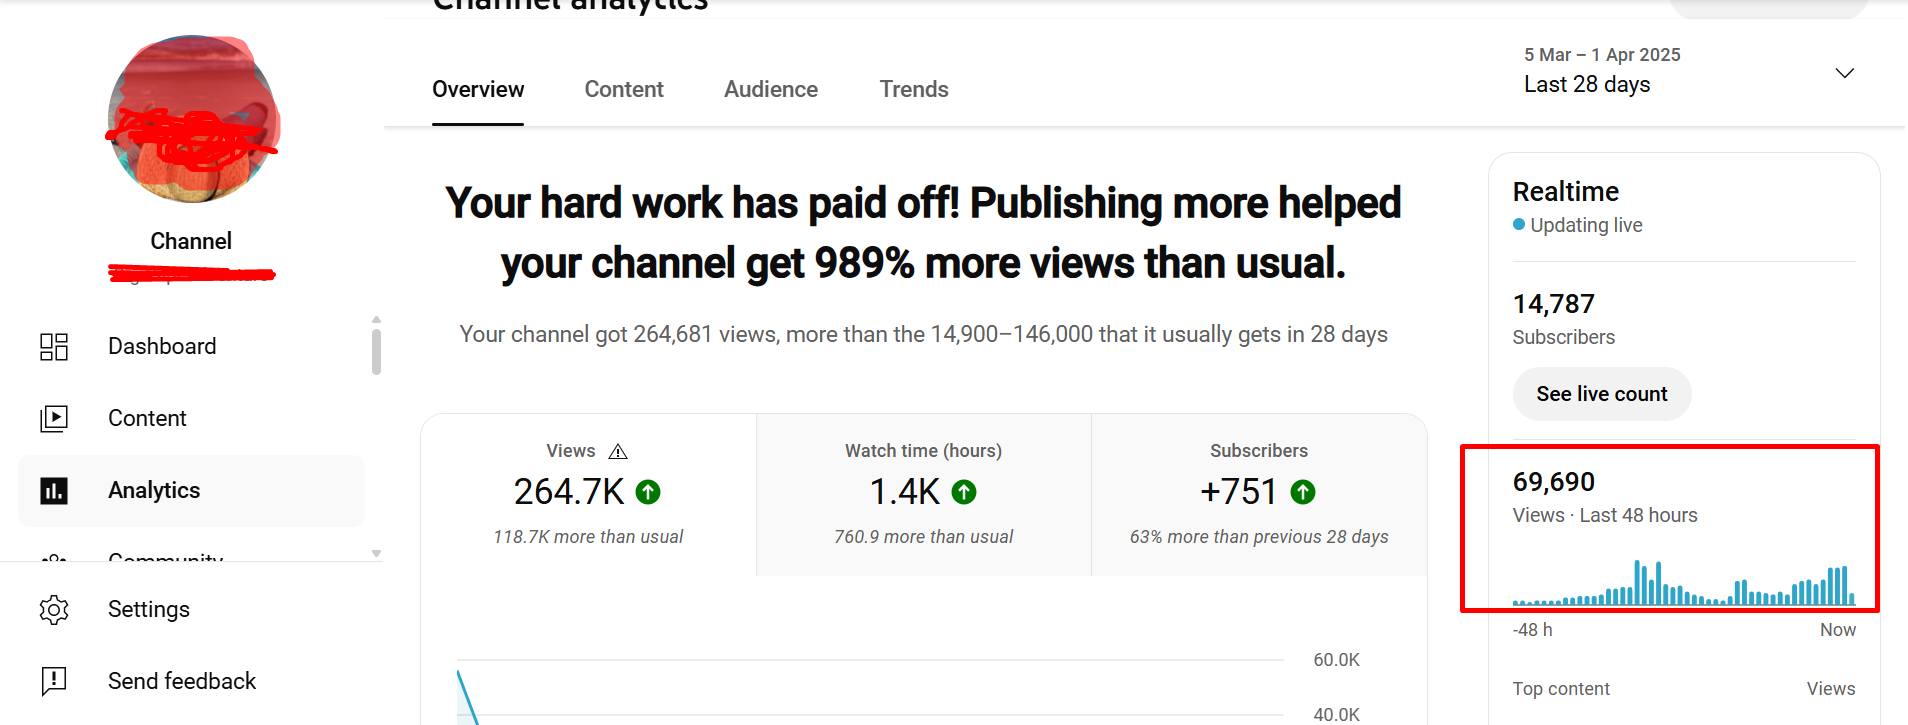 Channel analytics
5 Mar – 1 Apr 2025
Last 28 days
Overview
Content
Audience
Trends
Channel
Dashboard
Content
Analytics
Community
Settings
Send feedback
Your hard work has paid off! Publishing more helped
your channel get 989% more views than usual.
Your channel got 264,681 views, more than the 14,900–146,000 that it usually gets in 28 days
Views
264.7K
118.7K more than usual
Watch time (hours)
1.4K
760.9 more than usual
Subscribers
+751
63% more than previous 28 days
60.0K
40.0K
Realtime
Updating live
14,787
Subscribers
See live count
69,690
Views · Last 48 hours
-48 h
Now
Top content
Views